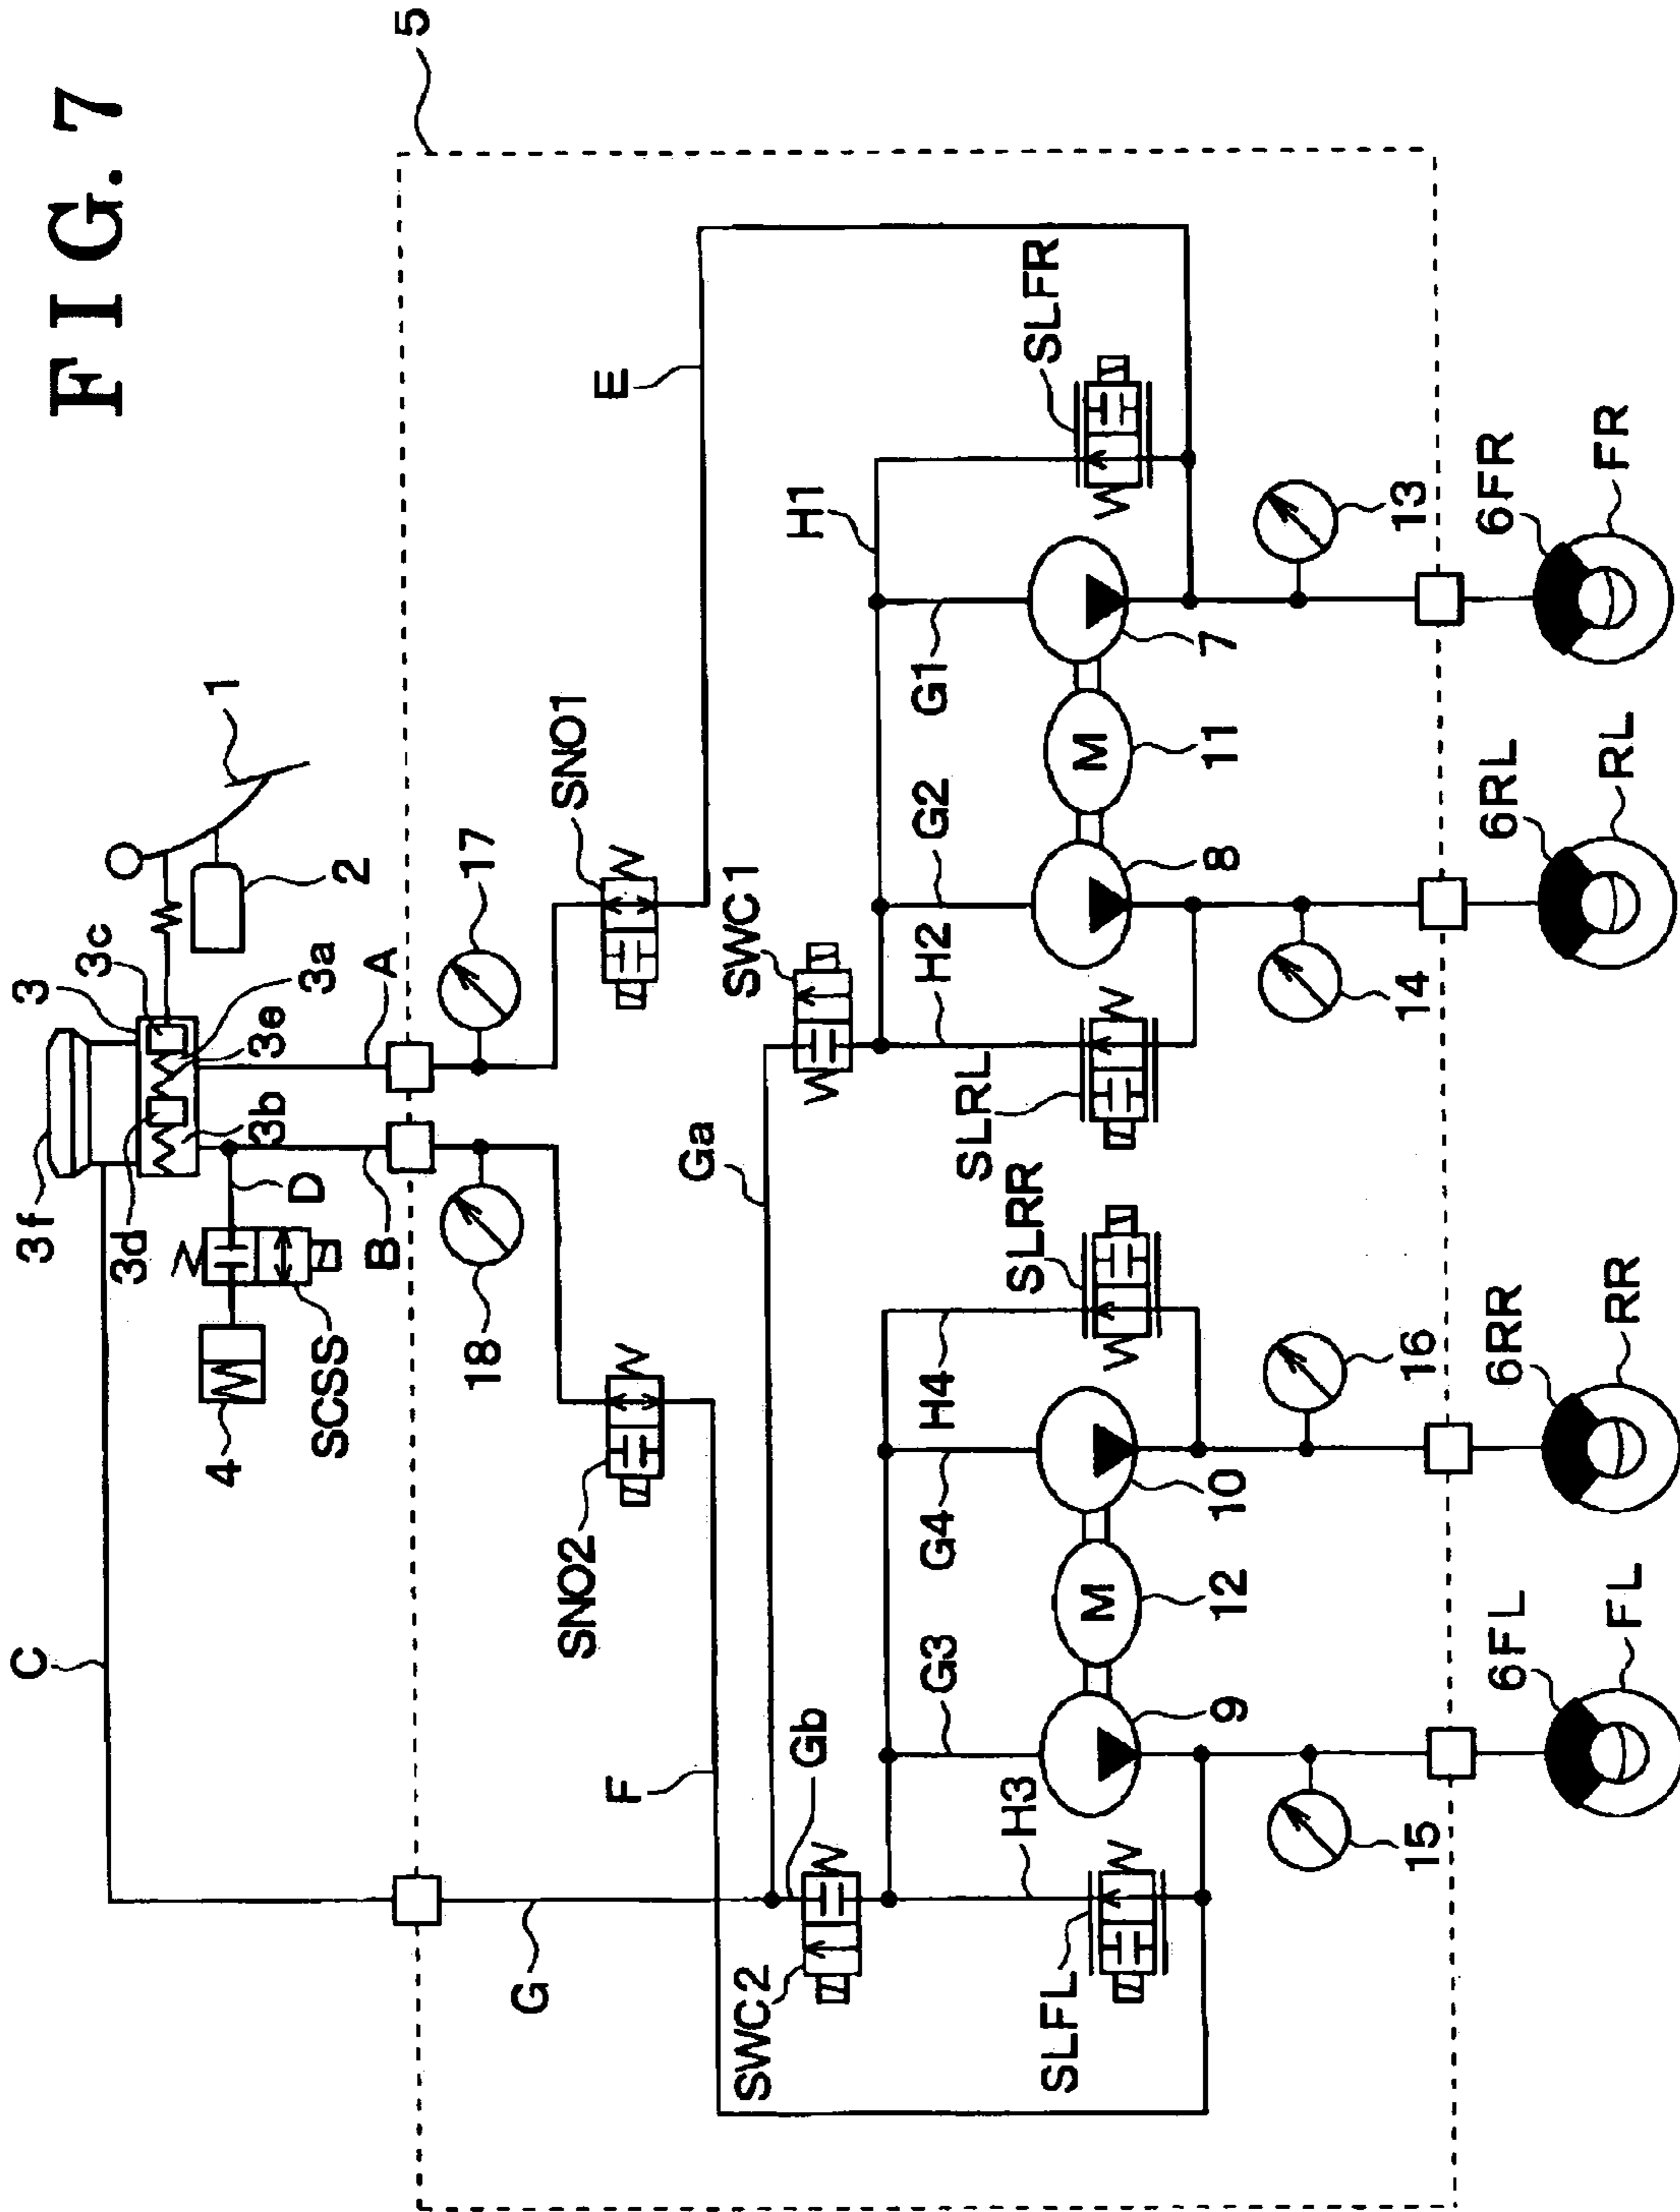 FIG. 7
5
1
2
3
3c
3a
3e
3b
3f
3d
A
D
B
SCSS
4
C
17
18
SNO1
SNO2
E
F
G
Ga
Gb
SWC1
SWC2
H1
G1
G2
H2
H4
G4
G3
H3
SLFR
SLRL
SLRR
SLFL
M
M
7
11
8
10
12
9
13
14
16
15
6FR
FR
6RL
RL
6RR
RR
6FL
FL